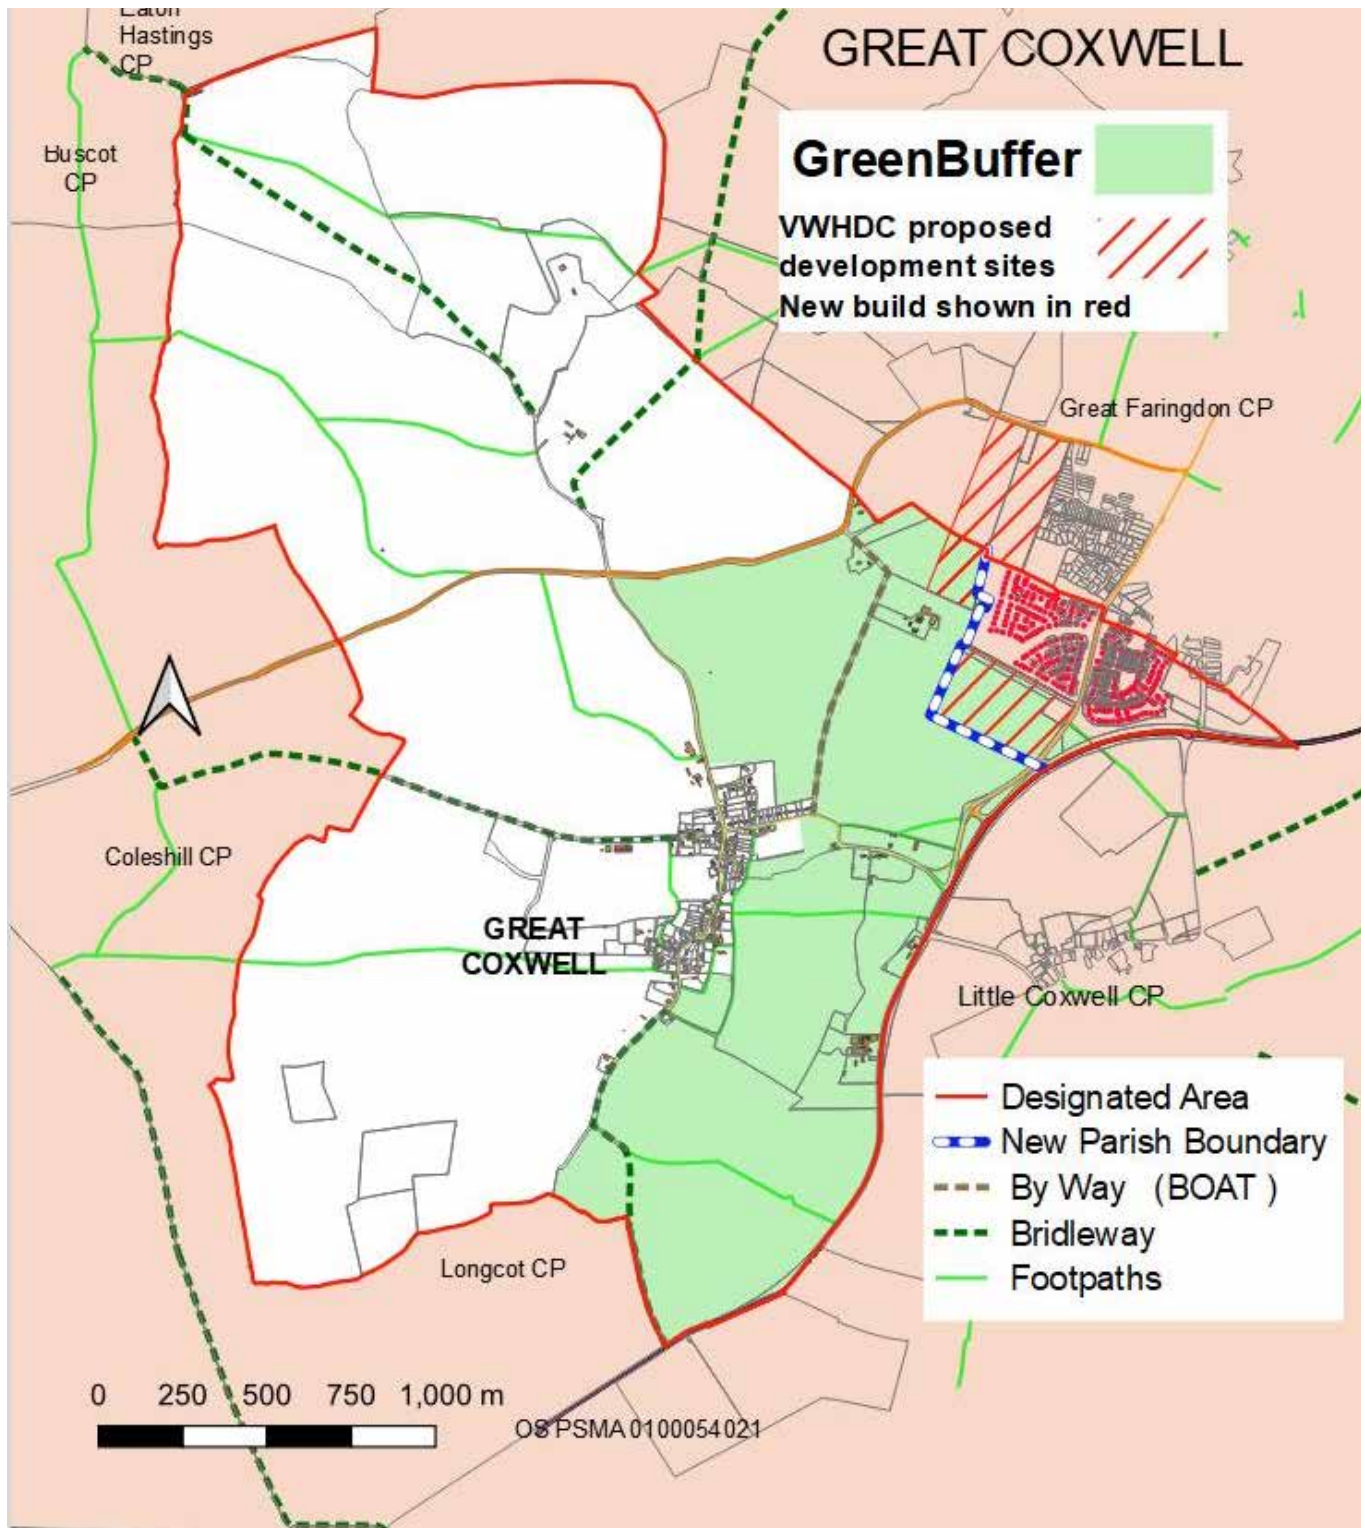 Eaton
Hastings
CP
GREAT COXWELL
GreenBuffer
VWHDC proposed
development sites
New build shown in red
Buscot
CP
Great Faringdon CP
Coleshill CP
GREAT
COXWELL
Little Coxwell CP
Designated Area
New Parish Boundary
By Way (BOAT )
Bridleway
Footpaths
Longcot CP
0 250 500 750 1,000 m
OS PSMA 0100054021